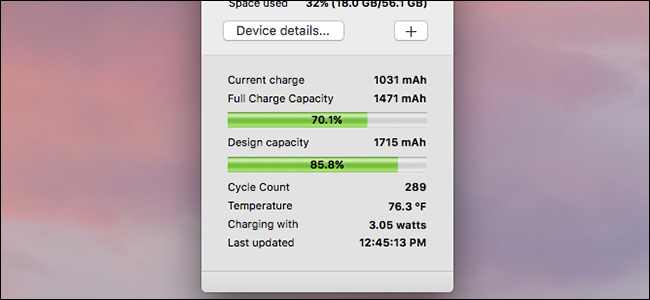 Space used 32% (18.0 GB/56.1 GB)
Device details... +
Current charge 1031 mAh
Full Charge Capacity 1471 mAh
70.1%
Design capacity 1715 mAh
85.8%
Cycle Count 289
Temperature 76.3 °F
Charging with 3.05 watts
Last updated 12:45:13 PM